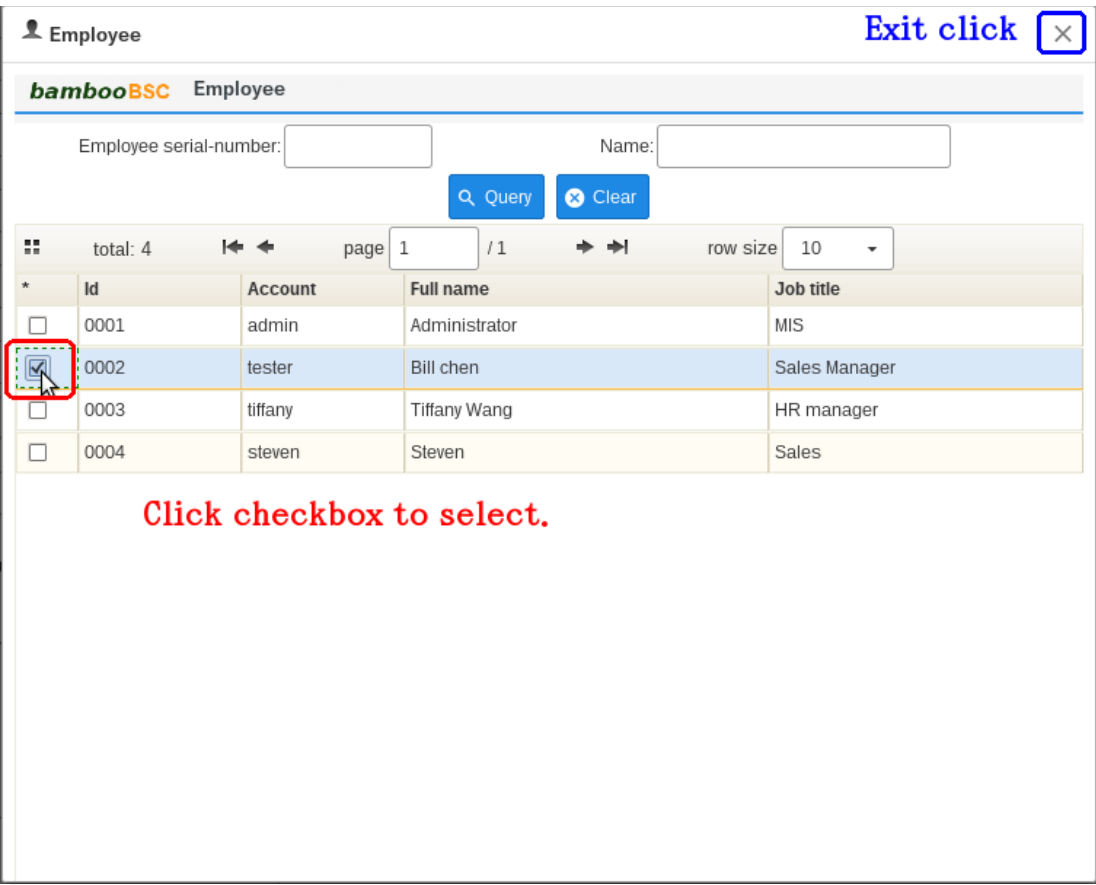 Employee Exit click
bambooBSC Employee
Employee serial-number: Name:
Query Clear
total: 4 page 1 / 1 row size 10
* Id Account Full name Job title
0001 admin Administrator MIS
0002 tester Bill chen Sales Manager
0003 tiffany Tiffany Wang HR manager
0004 steven Steven Sales
Click checkbox to select.